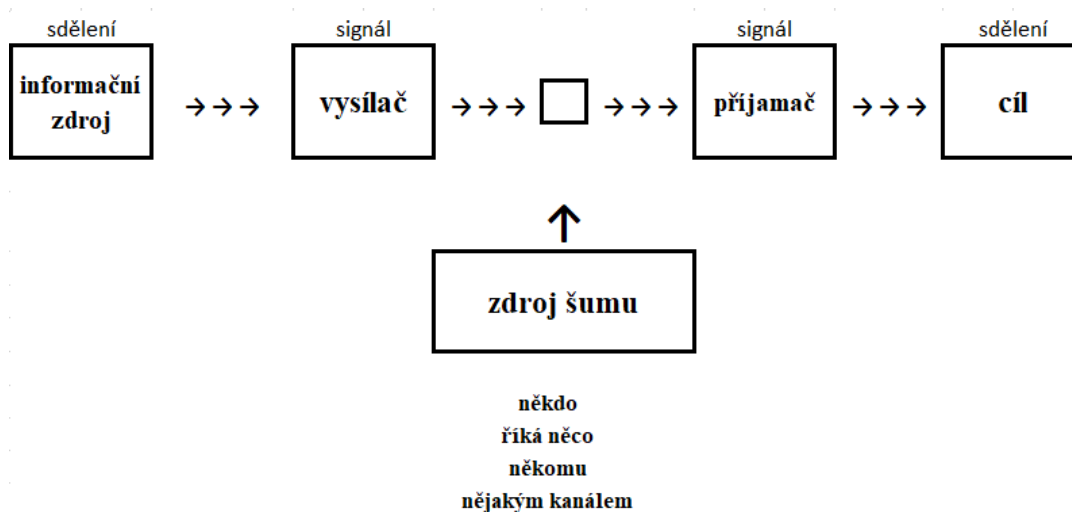 sdělení
signál
signál
sdělení
informační
zdroj
→→→
vysílač
→→→
→→→
příjamač
→→→
cíl
↑
zdroj šumu
někdo
říká něco
někomu
nějakým kanálem